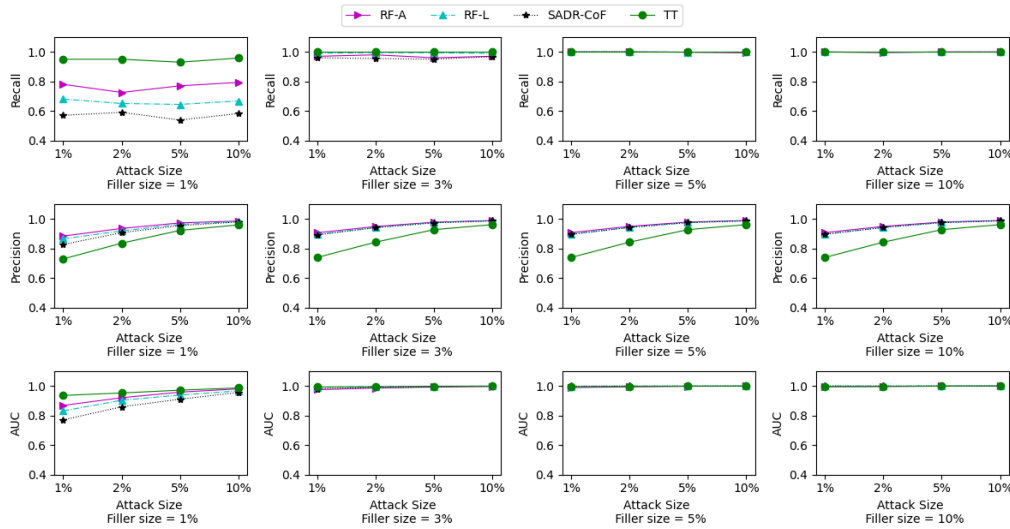 RF-A RF-L SADR-CoF TT
1.0 1.0 1.0 1.0
0.8 0.8 0.8 0.8
0.6 0.6 0.6 0.6
0.4 0.4 0.4 0.4
Recall Recall Recall Recall
1% 2% 5% 10% 1% 2% 5% 10% 1% 2% 5% 10% 1% 2% 5% 10%
Attack Size Attack Size Attack Size Attack Size
Filler size = 1% Filler size = 3% Filler size = 5% Filler size = 10%
1.0 1.0 1.0 1.0
0.8 0.8 0.8 0.8
0.6 0.6 0.6 0.6
0.4 0.4 0.4 0.4
Precision Precision Precision Precision
1% 2% 5% 10% 1% 2% 5% 10% 1% 2% 5% 10% 1% 2% 5% 10%
Attack Size Attack Size Attack Size Attack Size
Filler size = 1% Filler size = 3% Filler size = 5% Filler size = 10%
1.0 1.0 1.0 1.0
0.8 0.8 0.8 0.8
0.6 0.6 0.6 0.6
0.4 0.4 0.4 0.4
AUC AUC AUC AUC
1% 2% 5% 10% 1% 2% 5% 10% 1% 2% 5% 10% 1% 2% 5% 10%
Attack Size Attack Size Attack Size Attack Size
Filler size = 1% Filler size = 3% Filler size = 5% Filler size = 10%